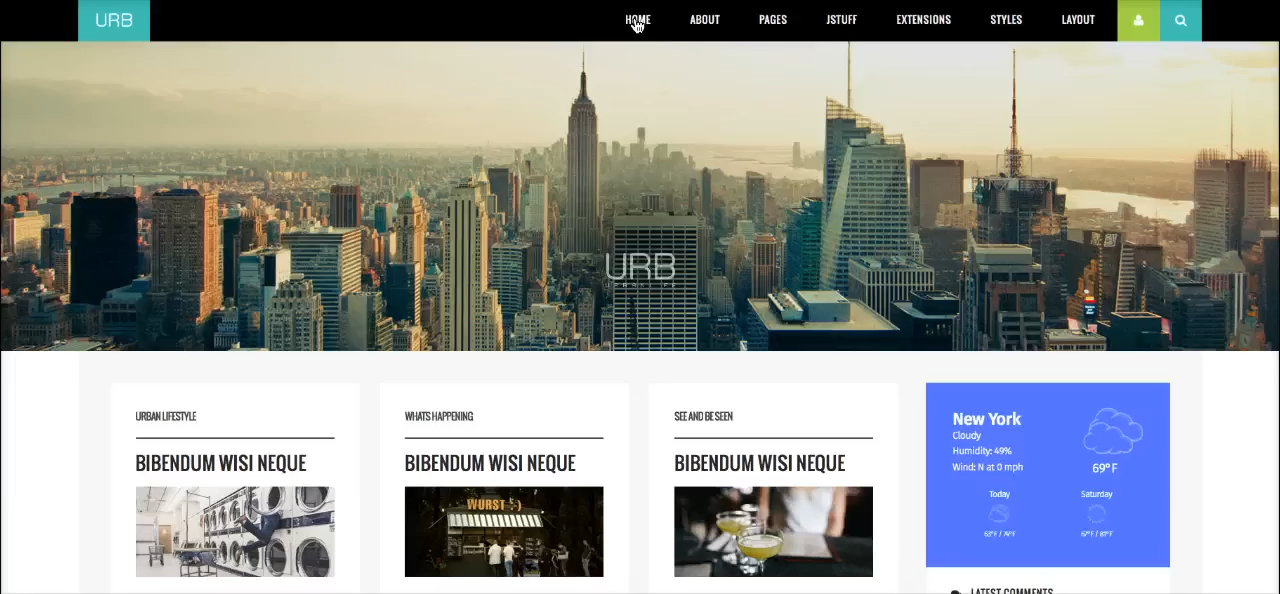 URB
HOME ABOUT PAGES JSTUFF EXTENSIONS STYLES LAYOUT
URB
URBAN LIFESTYLE
BIBENDUM WISI NEQUE
WHATS HAPPENING
BIBENDUM WISI NEQUE
WURST :-)
SEE AND BE SEEN
BIBENDUM WISI NEQUE
New York
Cloudy
Humidity: 49%
Wind: N at 0 mph
69°F
Today
Saturday
LATEST COMMENTS